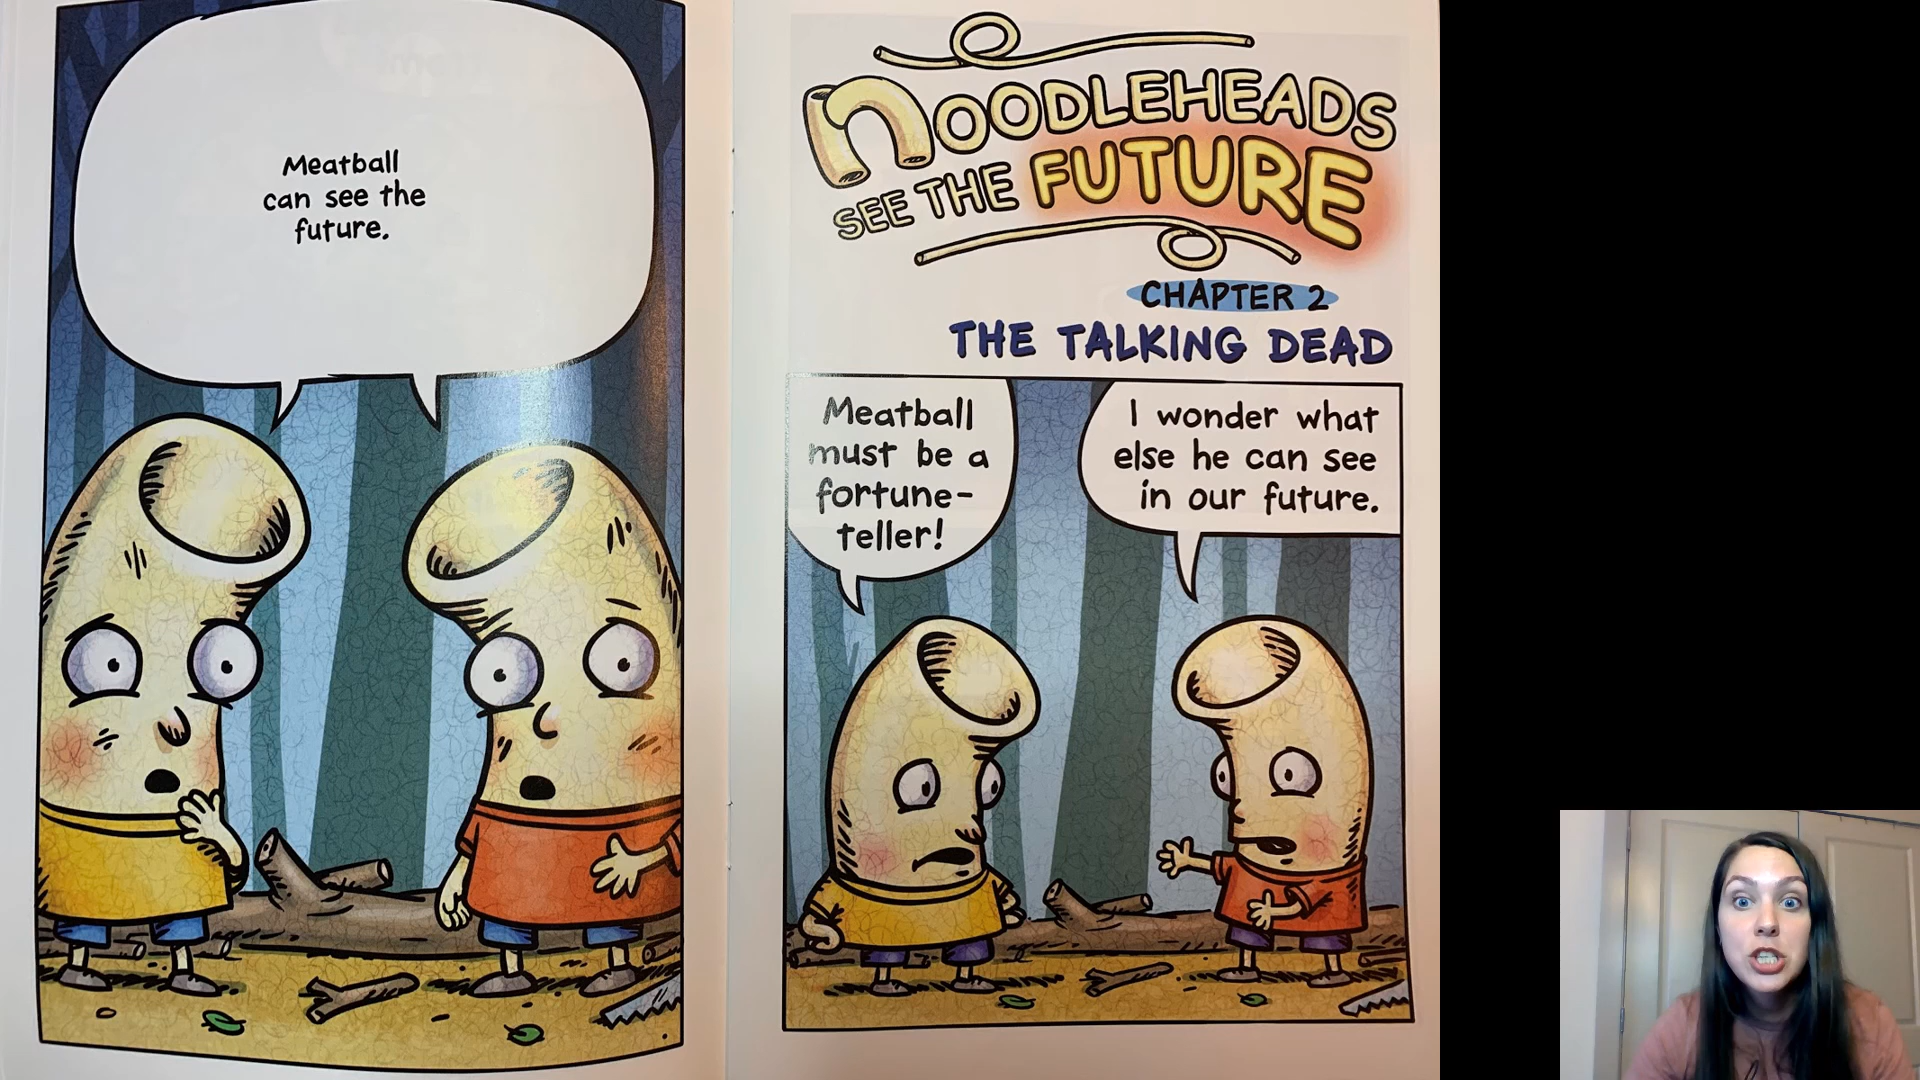 Meatball
can see the
future.
NOODLEHEADS
SEE THE FUTURE
CHAPTER 2
THE TALKING DEAD
Meatball
must be a
fortune-
teller!
I wonder what
else he can see
in our future.